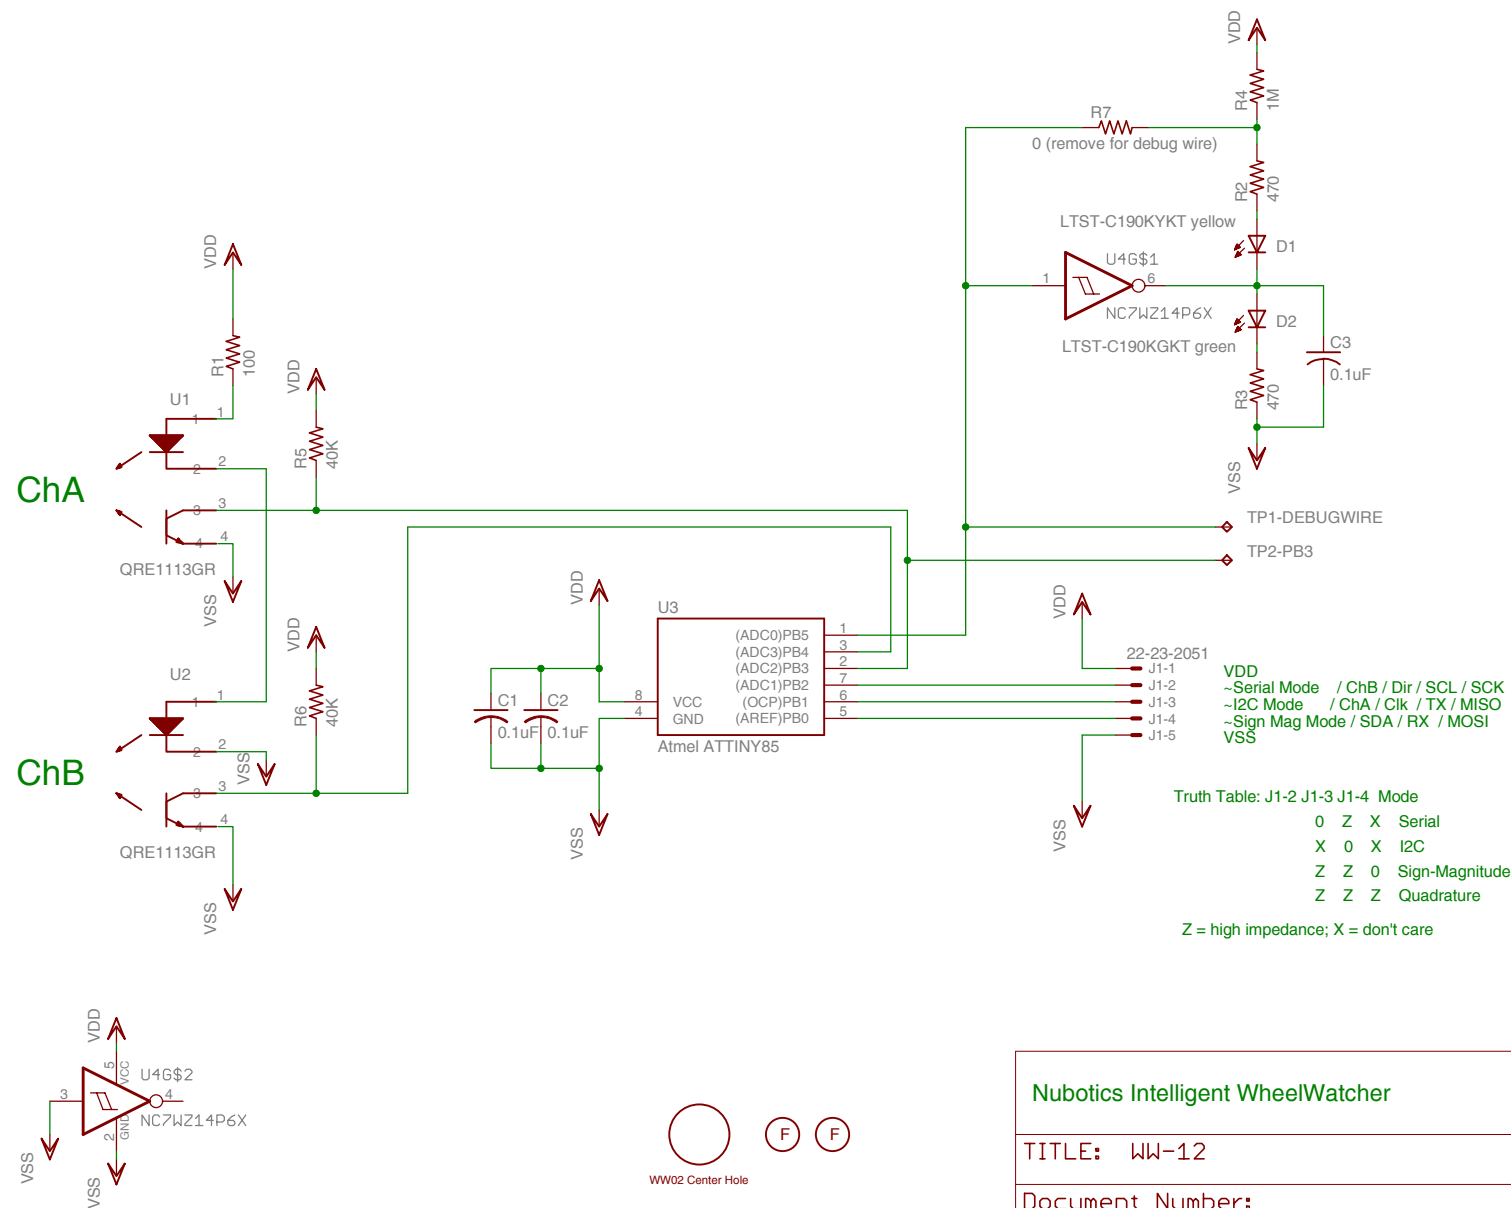 VDD
R4
1M
R7
0 (remove for debug wire)
R2
470
LTST-C190KYKT yellow
D1
U4G$1
1
6
NC7WZ14P6X
D2
LTST-C190KGKT green
C3
0.1uF
R3
470
VSS
VDD
R1
100
VDD
U1
1
1
R5
40K
2
2
ChA
3
3
4
4
QRE1113GR
VSS
TP1-DEBUGWIRE
TP2-PB3
VDD
U2
1
1
R6
40K
2
2
VSS
ChB
3
3
4
4
QRE1113GR
VSS
VDD
C1
0.1uF
C2
0.1uF
VSS
U3
(ADC0)PB5
1
(ADC3)PB4
3
(ADC2)PB3
2
(ADC1)PB2
7
8
VCC
(OCP)PB1
6
4
GND
(AREF)PB0
5
Atmel ATTINY85
VDD
22-23-2051
J1-1
VDD
J1-2
~Serial Mode / ChB / Dir / SCL / SCK
J1-3
~I2C Mode / ChA / Clk / TX / MISO
J1-4
~Sign Mag Mode / SDA / RX / MOSI
J1-5
VSS
VSS
Truth Table: J1-2 J1-3 J1-4 Mode
0 Z X Serial
X 0 X I2C
Z Z 0 Sign-Magnitude
Z Z Z Quadrature
Z = high impedance; X = don't care
VDD
5
VCC
U4G$2
3
4
NC7WZ14P6X
2
GND
VSS
VSS
F
F
WW02 Center Hole
Nubotics Intelligent WheelWatcher
TITLE: WW-12
Document Number: